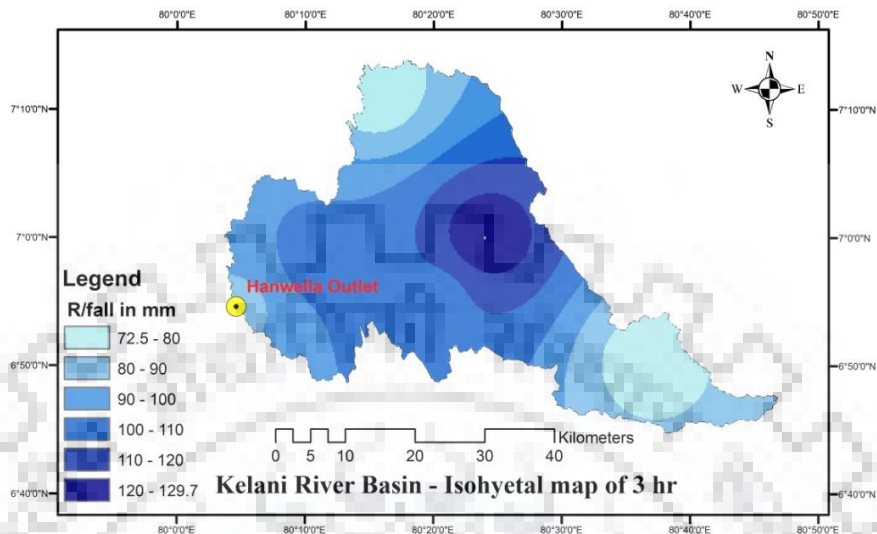 80°0'0"E 80°10'0"E 80°20'0"E 80°30'0"E 80°40'0"E 80°50'0"E
N
W E
S
7°10'0"N 7°10'0"N
7°0'0"N 7°0'0"N
Legend
Hanwella Outlet
R/fall in mm
72.5 - 80
6°50'0"N 6°50'0"N
80 - 90
90 - 100
100 - 110
Kilometers
0 5 10 20 30 40
110 - 120
120 - 129.7
Kelani River Basin - Isohyetal map of 3 hr
6°40'0"N 6°40'0"N
80°0'0"E 80°10'0"E 80°20'0"E 80°30'0"E 80°40'0"E 80°50'0"E